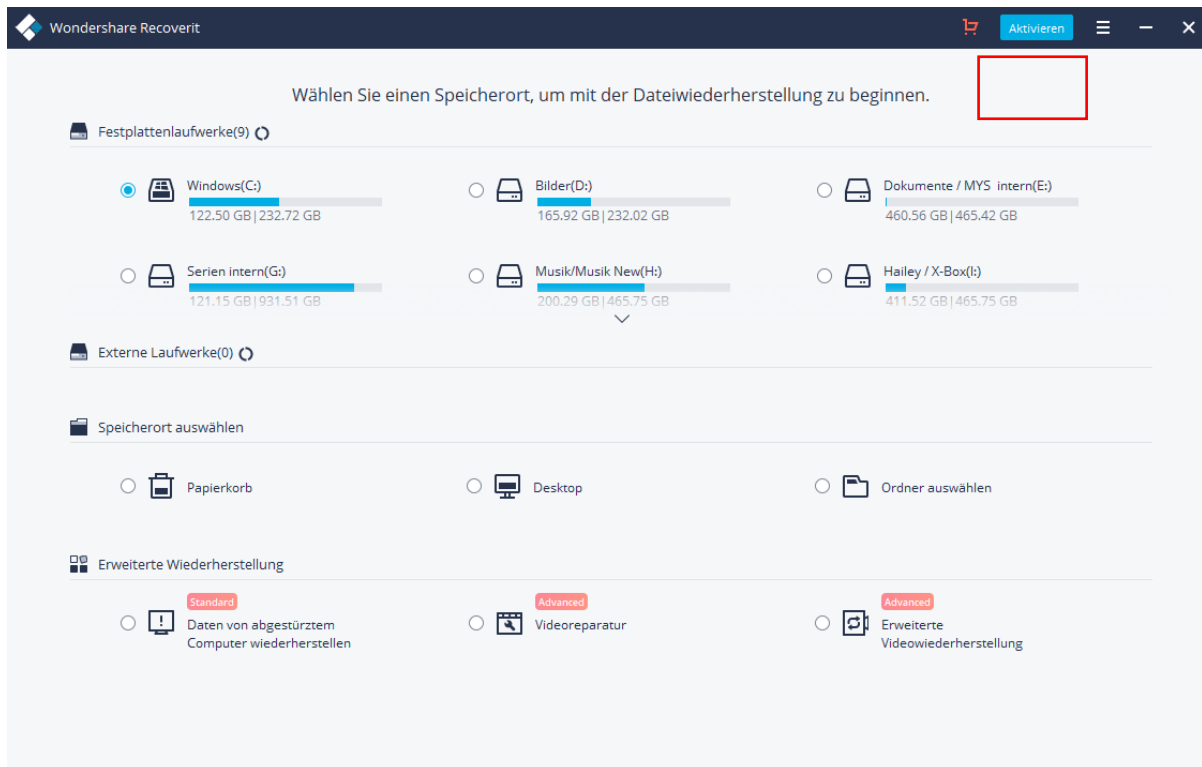 Wondershare Recoverit
Aktivieren
Wählen Sie einen Speicherort, um mit der Dateiwiederherstellung zu beginnen.
Festplattenlaufwerke(9)
Windows(C:)
122.50 GB|232.72 GB
Bilder(D:)
165.92 GB|232.02 GB
Dokumente / MYS intern(E:)
460.56 GB|465.42 GB
Serien intern(G:)
121.15 GB|931.51 GB
Musik/Musik New(H:)
200.29 GB|465.75 GB
Hailey / X-Box(I:)
411.52 GB|465.75 GB
Externe Laufwerke(0)
Speicherort auswählen
Papierkorb
Desktop
Ordner auswählen
Erweiterte Wiederherstellung
Standard
Daten von abgestürztem
Computer wiederherstellen
Advanced
Videoreparatur
Advanced
Erweiterte
Videowiederherstellung